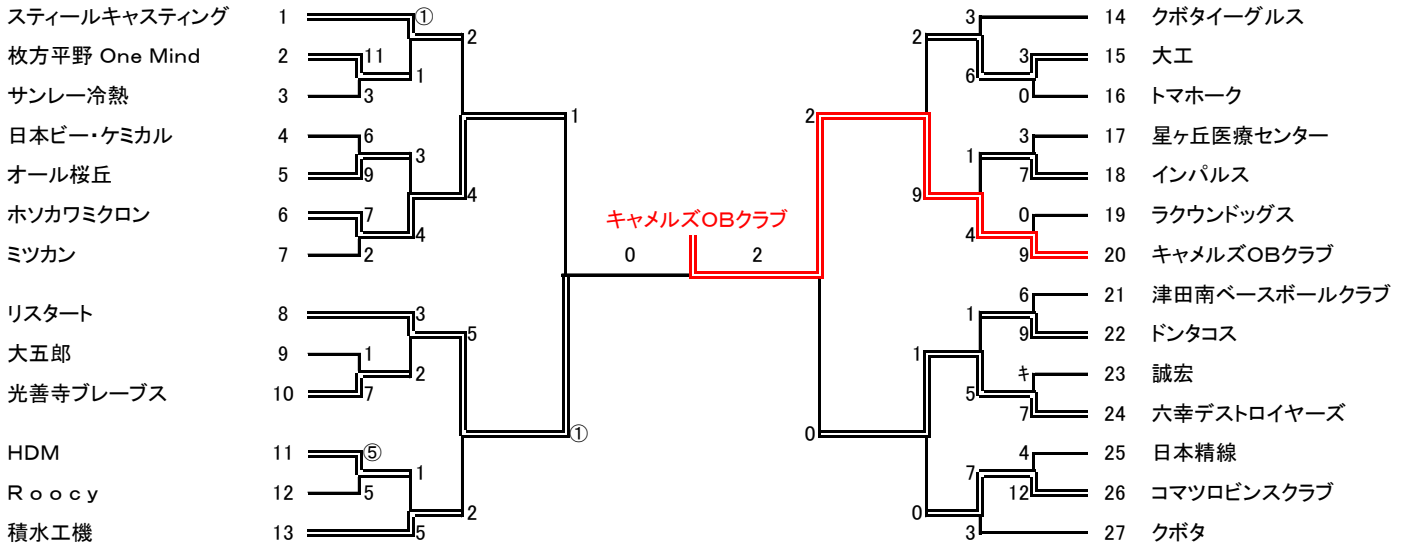 スティールキャスティング 1 ① 2 3 14 クボタイーグルス
枚方平野 One Mind 2 11 1 2 3 15 大工
サンレー冷熱 3 3 6 0 16 トマホーク
1 2
日本ビー・ケミカル 4 6 3 3 17 星ヶ丘医療センター
オール桜丘 5 9 1 7 18 インパルス
4 9
ホソカワミクロン 6 7 4 キャメルズOBクラブ 4 0 19 ラクウンドッグス
ミツカン 7 2 0 2 9 20 キャメルズOBクラブ
6 21 津田南ベースボールクラブ
リスタート 8 3 5 1 9 22 ドンタコス
大五郎 9 1 2 1 5 キ 23 誠宏
光善寺ブレーブス 10 7 7 24 六幸デストロイヤーズ
① 0
HDM 11 ⑤ 1 7 4 25 日本精線
Roocy 12 5 12 26 コマツロビンスクラブ
2 0
積水工機 13 5 3 27 クボタ